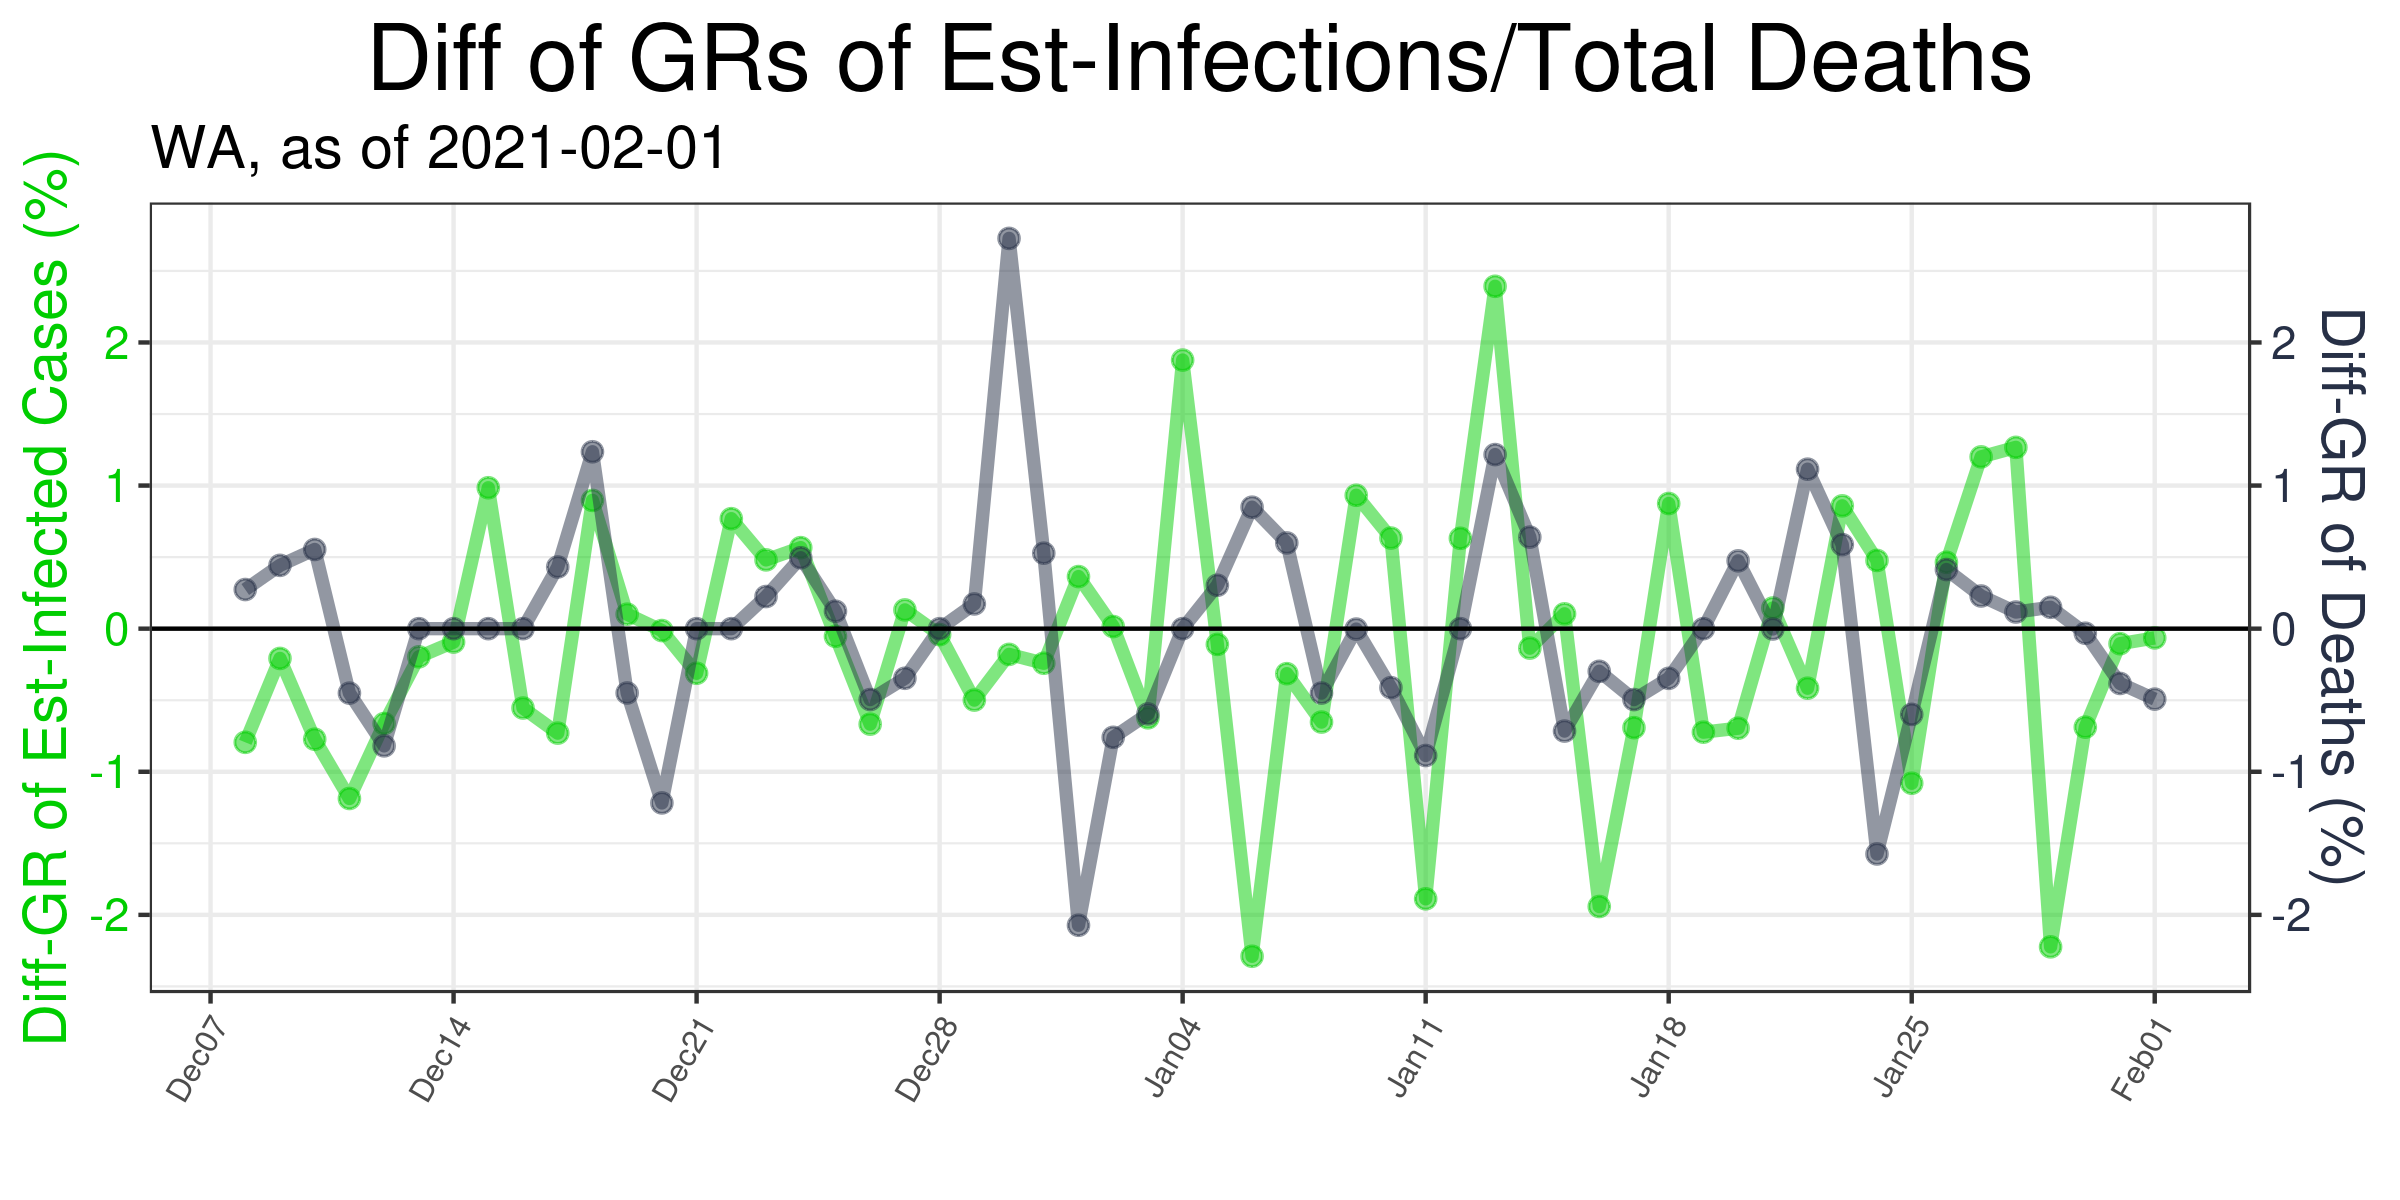 Diff of GRs of Est-Infections/Total Deaths
WA, as of 2021-02-01
Diff-GR of Est-Infected Cases (%)
2
1
0
-1
-2
2
1
0
-1
-2
Diff-GR of Deaths (%)
Dec07
Dec14
Dec21
Dec28
Jan04
Jan11
Jan18
Jan25
Feb01